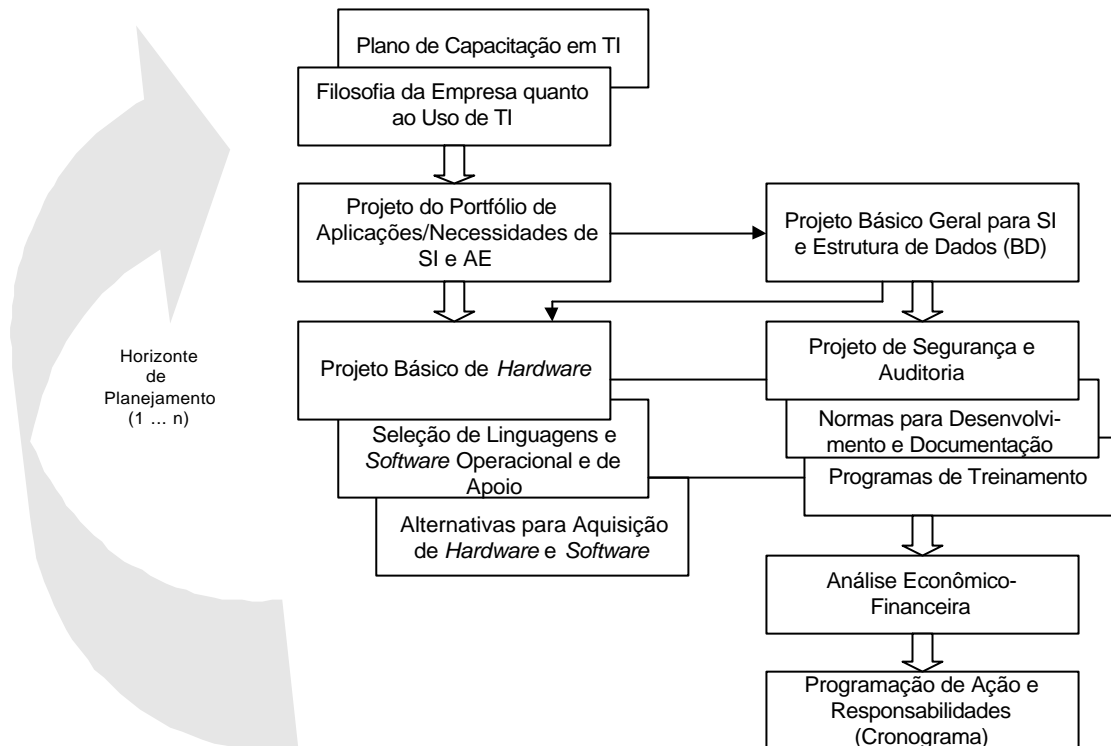 Plano de Capacitação em TI
Filosofia da Empresa quanto
ao Uso de TI
Projeto do Portfólio de
Aplicações/Necessidades de
SI e AE
Projeto Básico Geral para SI
e Estrutura de Dados (BD)
Horizonte
de
Planejamento
(1 ... n)
Projeto Básico de Hardware
Seleção de Linguagens e
Software Operacional e de
Apoio
Alternativas para Aquisição
de Hardware e Software
Projeto de Segurança e
Auditoria
Normas para Desenvolvi-
mento e Documentação
Programas de Treinamento
Análise Econômico-
Financeira
Programação de Ação e
Responsabilidades
(Cronograma)